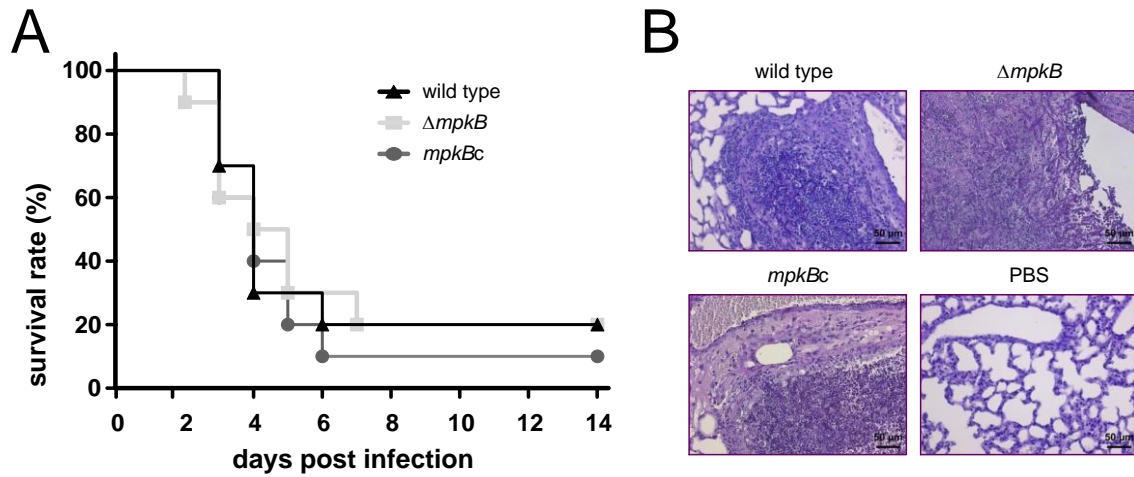 A
survival rate (%)
100
80
60
40
20
0
0 2 4 6 8 10 12 14
days post infection
wild type
ΔmpkB
mpkBc
B
wild type
ΔmpkB
50 µm
50 µm
mpkBc
PBS
50 µm
50 µm